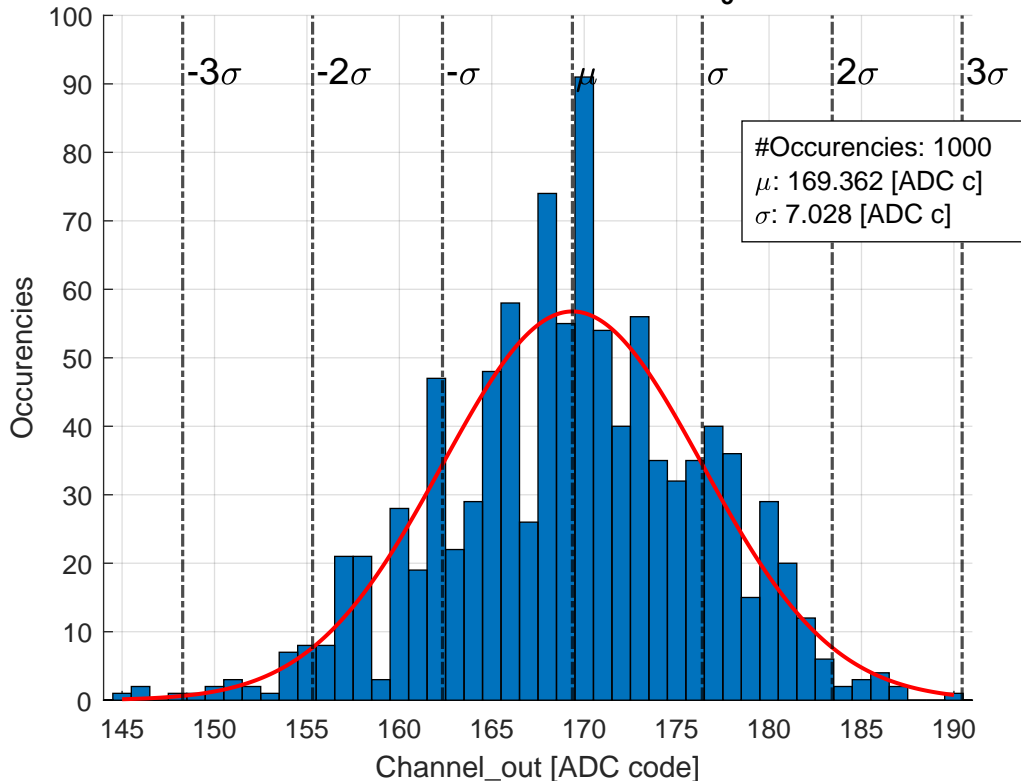 100
90
80
70
60
50
40
30
20
10
0
Occurencies
-3σ
-2σ
-σ
μ
σ
2σ
3σ
#Occurencies: 1000
μ: 169.362 [ADC c]
σ: 7.028 [ADC c]
145 150 155 160 165 170 175 180 185 190
Channel_out [ADC code]